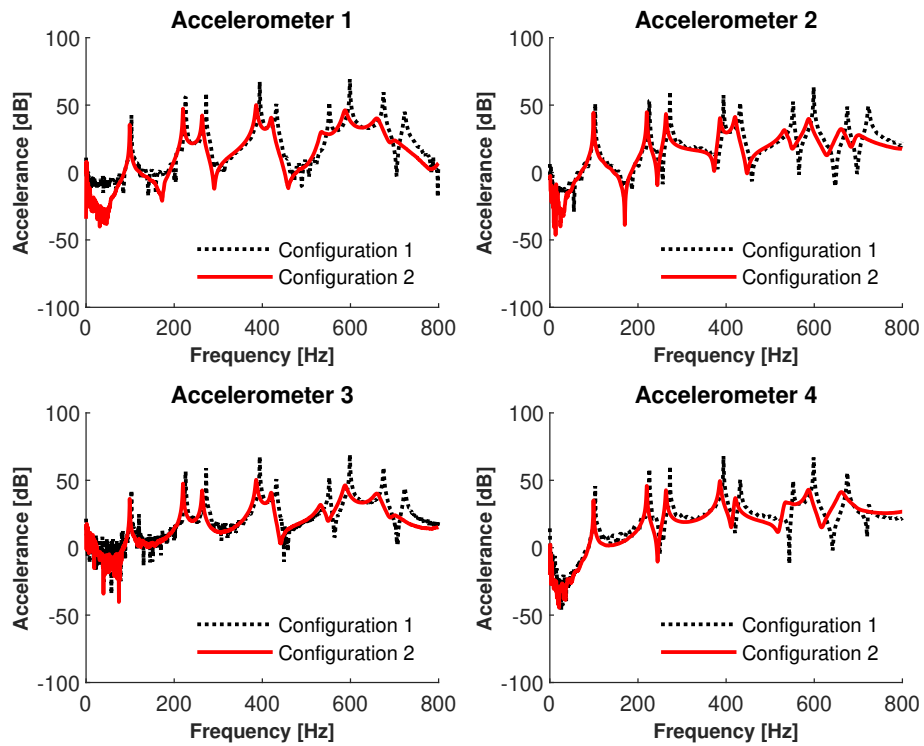 Accelerometer 1
Accelerance [dB]
100
50
0
-50
-100
Configuration 1
Configuration 2
0 200 400 600 800
Frequency [Hz]
Accelerometer 2
Accelerance [dB]
100
50
0
-50
-100
Configuration 1
Configuration 2
0 200 400 600 800
Frequency [Hz]
Accelerometer 3
Accelerance [dB]
100
50
0
-50
-100
Configuration 1
Configuration 2
0 200 400 600 800
Frequency [Hz]
Accelerometer 4
Accelerance [dB]
100
50
0
-50
-100
Configuration 1
Configuration 2
0 200 400 600 800
Frequency [Hz]